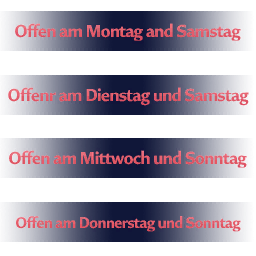 Offen am Montag and Samstag
Offene am Dienstag und Samstag
Offen am Mittwoch und Sonntag
Offen am Donnerstag und Sonntag